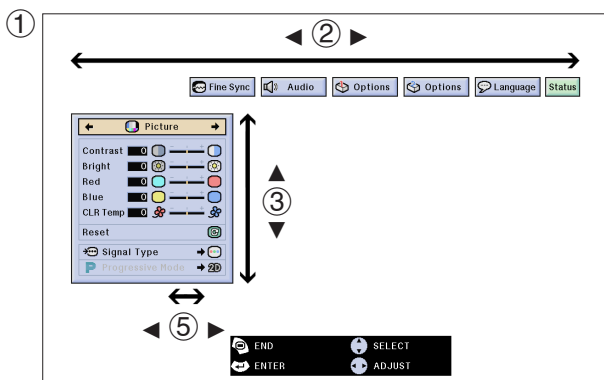 ①
◀ ② ▶
Fine Sync Audio Options Options Language Status
Picture
Contrast 0 - +
Bright 0 - +
Red 0 - +
Blue 0 - +
CLR Temp 0 - +
Reset
Signal Type
P Progressive Mode 2D
▲
③
▼
◀ ⑤ ▶
END SELECT
ENTER ADJUST